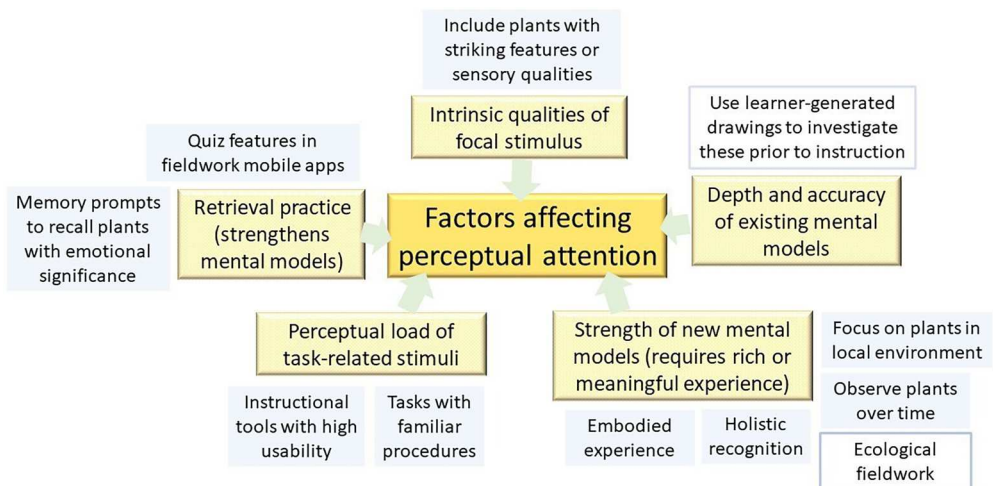 Include plants with
striking features or
sensory qualities
Intrinsic qualities of
focal stimulus
Use learner-generated
drawings to investigate
these prior to instruction
Depth and accuracy
of existing mental
models
Quiz features in
fieldwork mobile apps
Memory prompts
to recall plants
with emotional
significance
Retrieval practice
(strengthens
mental models)
Factors affecting
perceptual attention
Perceptual load of
task-related stimuli
Instructional
tools with high
usability
Tasks with
familiar
procedures
Strength of new mental
models (requires rich or
meaningful experience)
Embodied
experience
Holistic
recognition
Focus on plants in
local environment
Observe plants
over time
Ecological
fieldwork